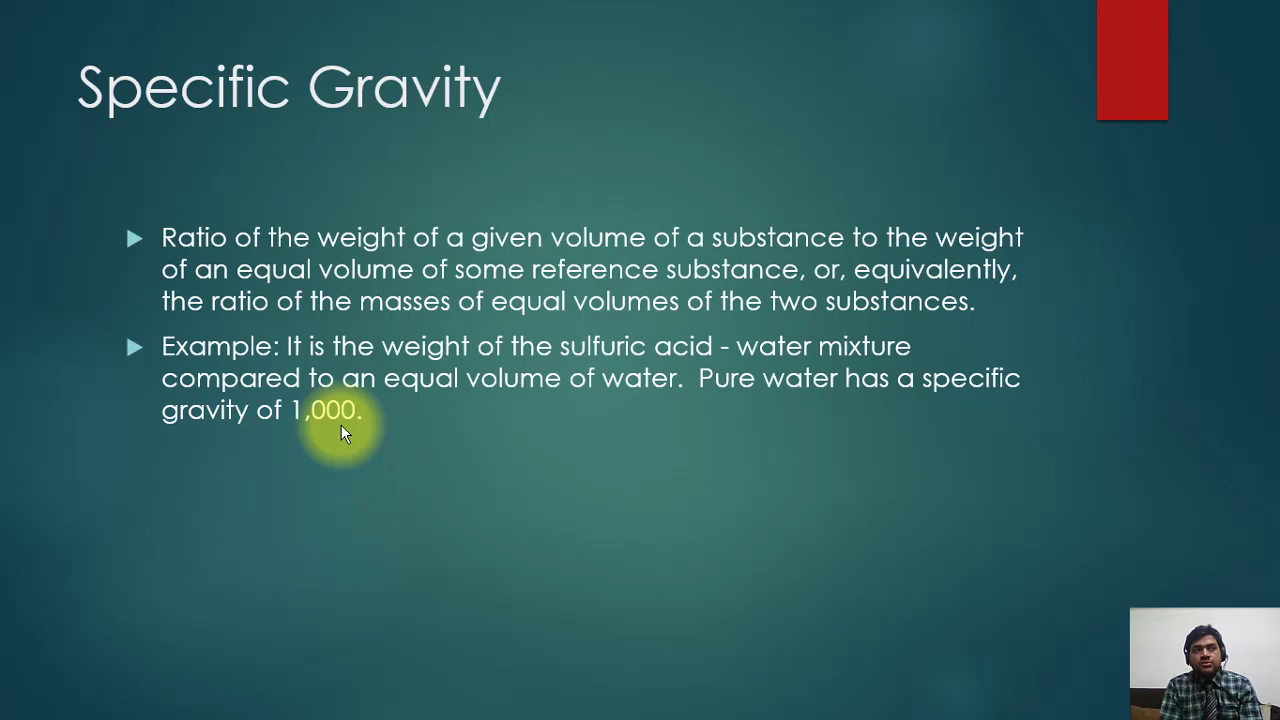 Specific Gravity
Ratio of the weight of a given volume of a substance to the weight
of an equal volume of some reference substance, or, equivalently,
the ratio of the masses of equal volumes of the two substances.
Example: It is the weight of the sulfuric acid - water mixture
compared to an equal volume of water.  Pure water has a specific
gravity of 1,000.